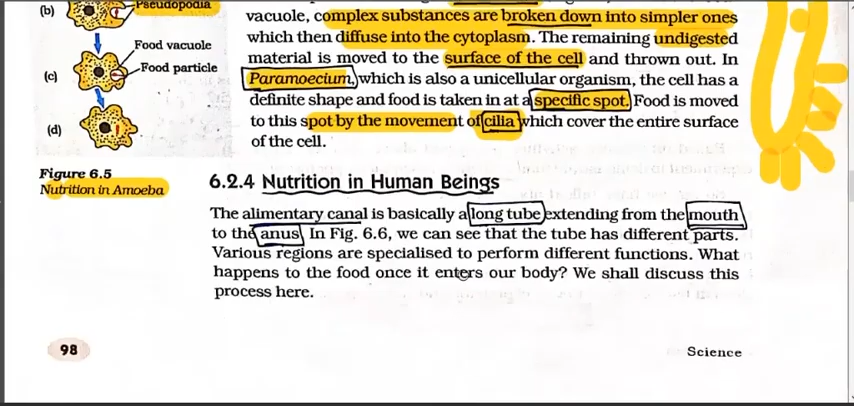 (b)
Pseudopodia
Food vacuole
(c)
Food particle
(d)
Figure 6.5
Nutrition in Amoeba
vacuole, complex substances are broken down into simpler ones
which then diffuse into the cytoplasm. The remaining undigested
material is moved to the surface of the cell and thrown out. In
Paramoecium, which is also a unicellular organism, the cell has a
definite shape and food is taken in at a specific spot. Food is moved
to this spot by the movement of cilia which cover the entire surface
of the cell.
6.2.4 Nutrition in Human Beings
The alimentary canal is basically a long tube extending from the mouth
to the anus. In Fig. 6.6, we can see that the tube has different parts.
Various regions are specialised to perform different functions. What
happens to the food once it enters our body? We shall discuss this
process here.
98
Science